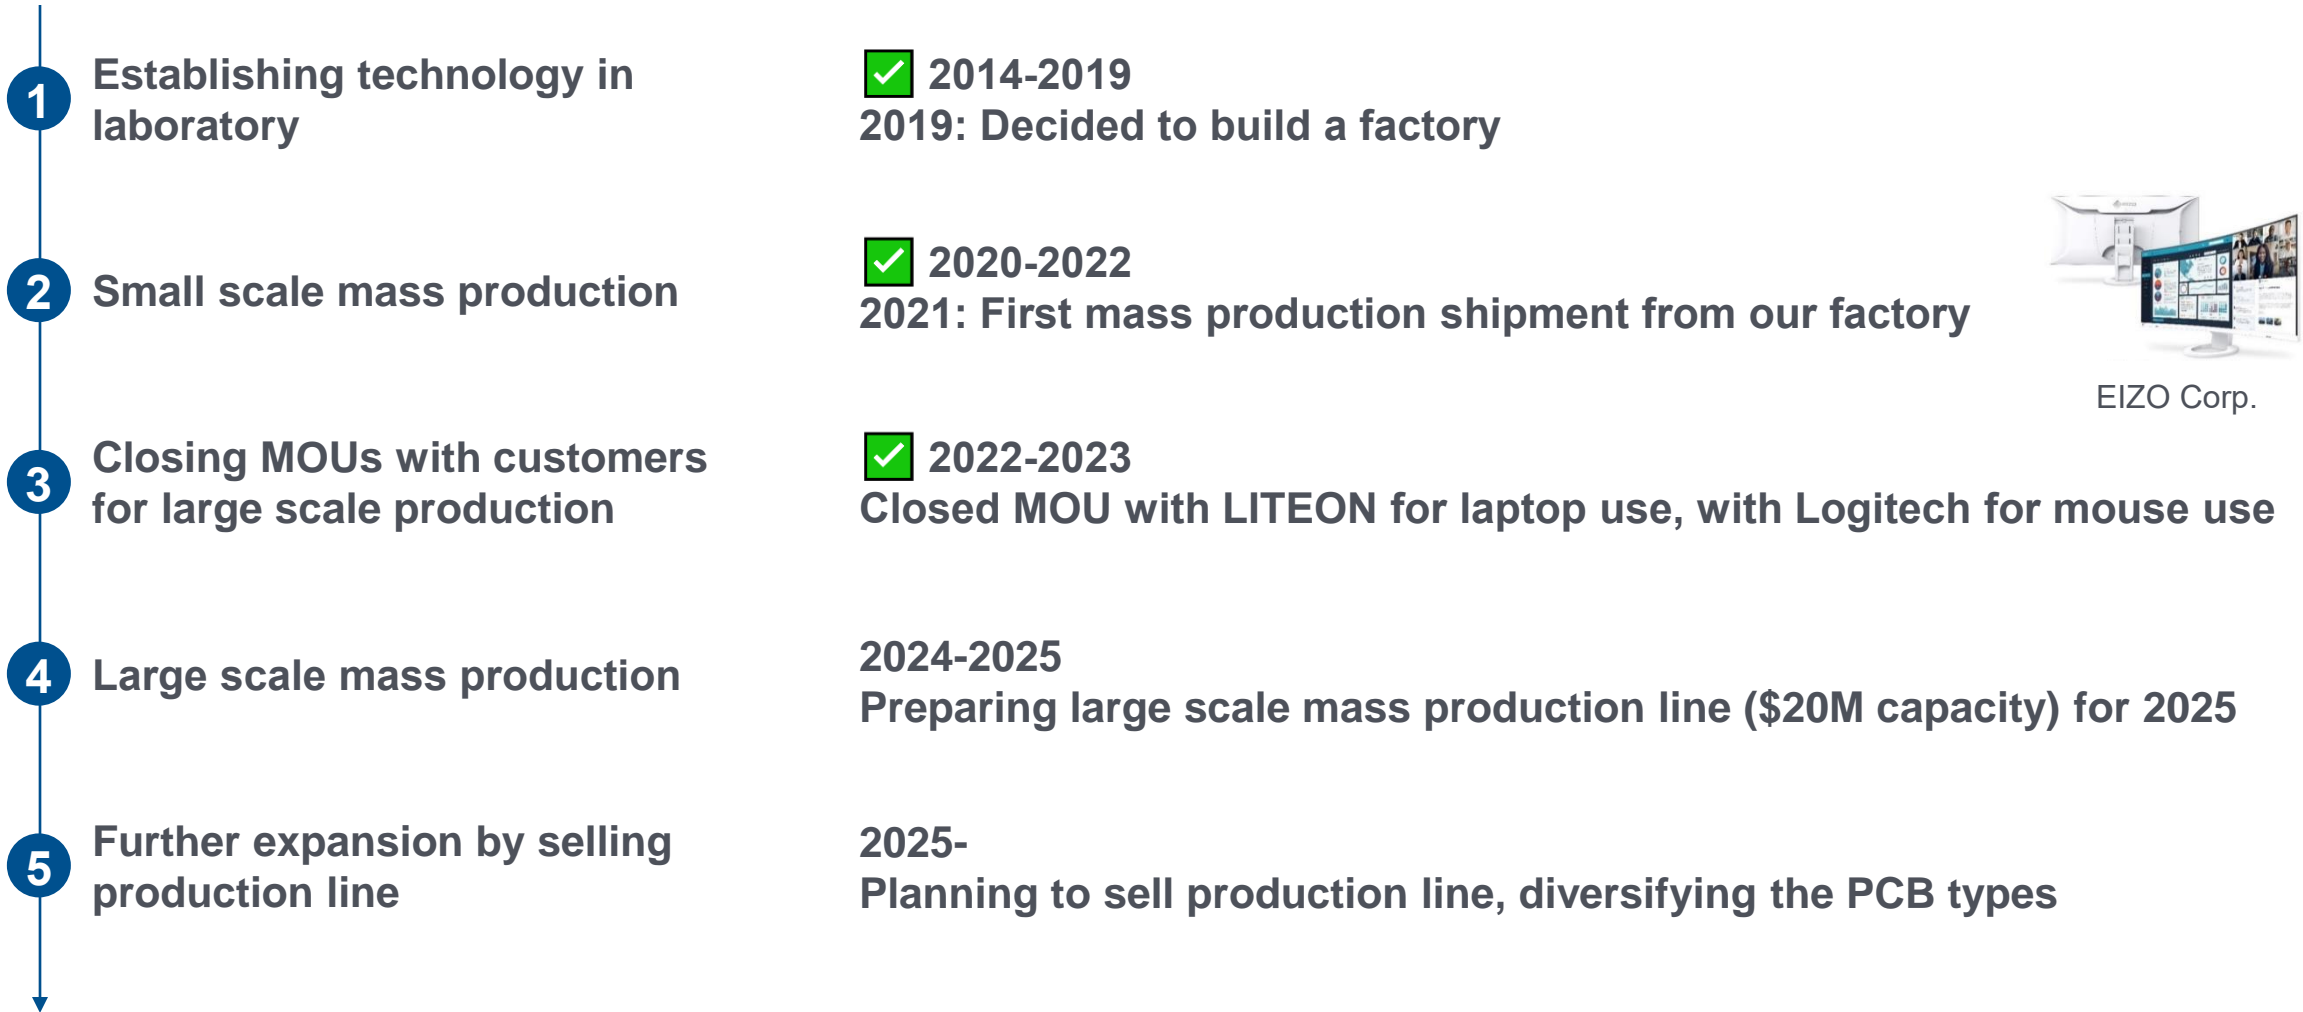 1
Establishing technology in
laboratory
✅ 2014-2019
2019: Decided to build a factory
2
Small scale mass production
✅ 2020-2022
2021: First mass production shipment from our factory
EIZO Corp.
3
Closing MOUs with customers
for large scale production
✅ 2022-2023
Closed MOU with LITEON for laptop use, with Logitech for mouse use
4
Large scale mass production
2024-2025
Preparing large scale mass production line ($20M capacity) for 2025
5
Further expansion by selling
production line
2025-
Planning to sell production line, diversifying the PCB types